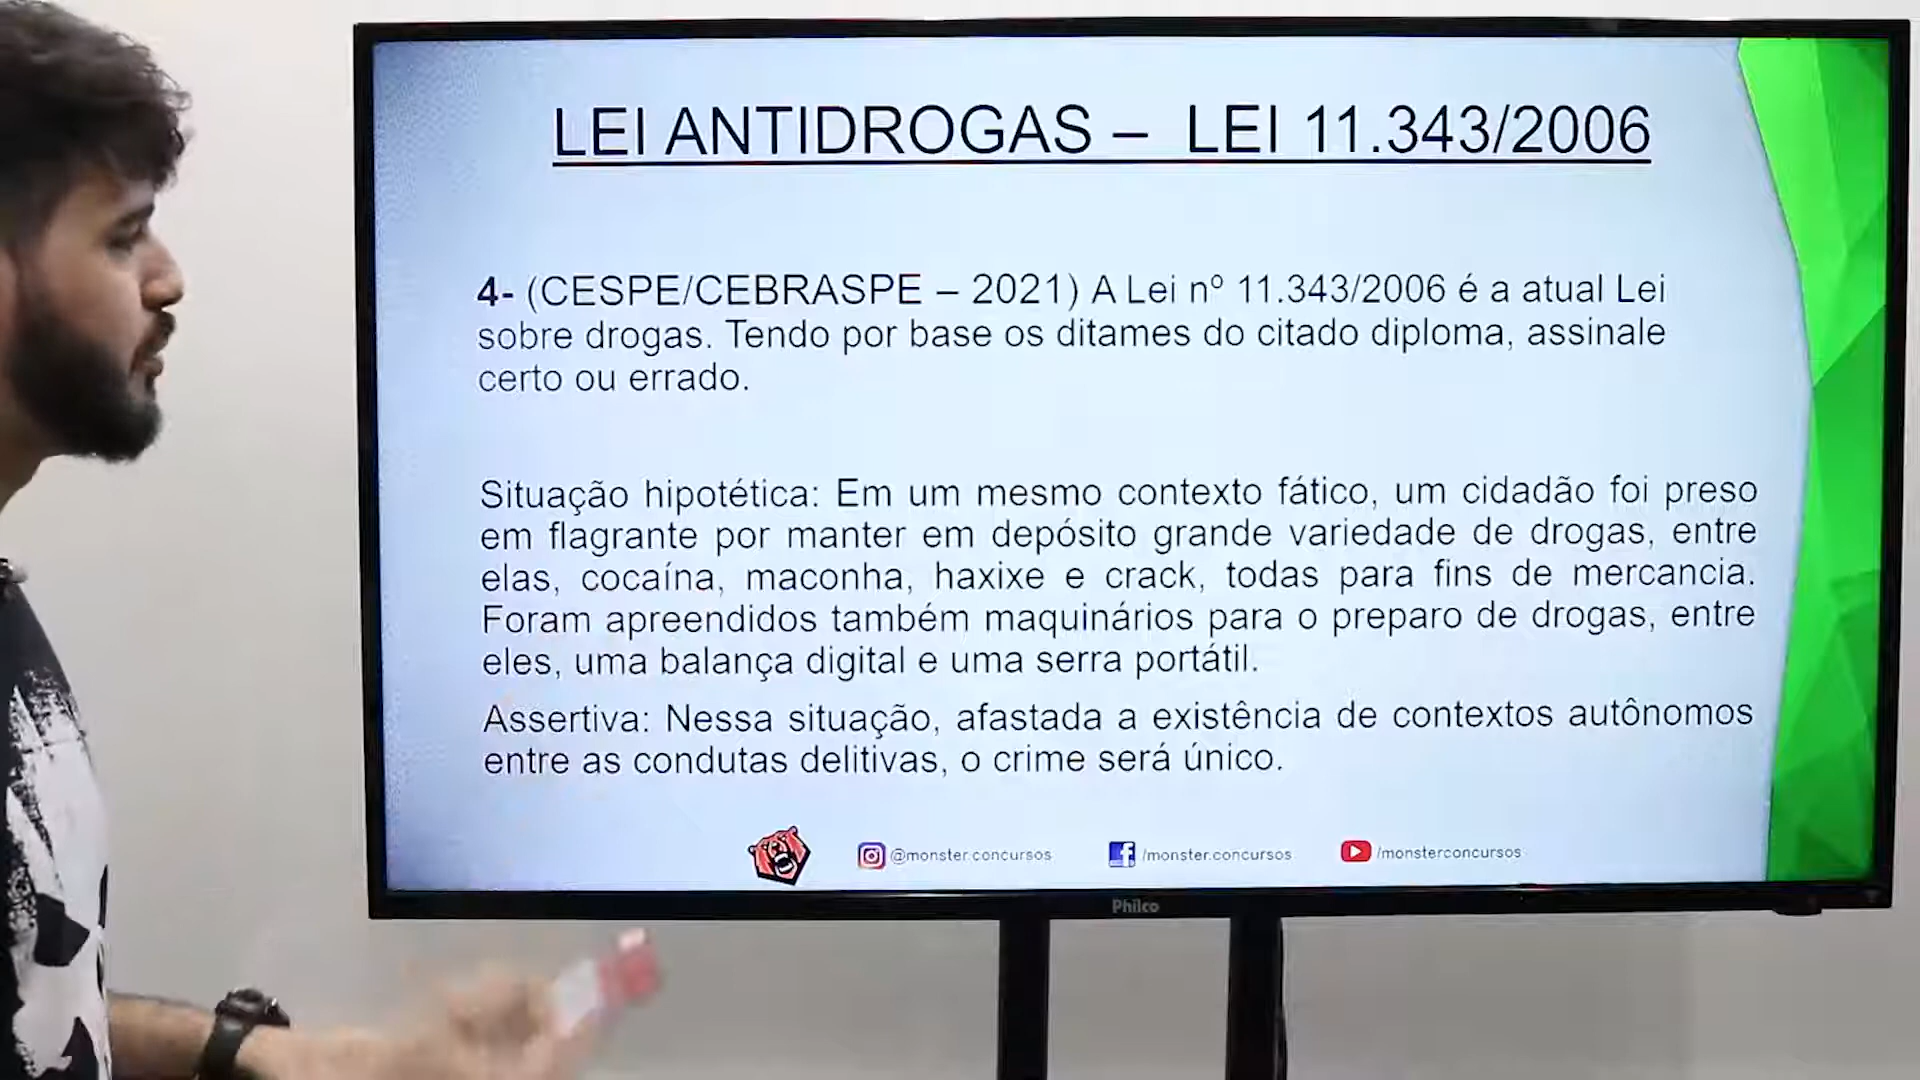 LEI ANTIDROGAS – LEI 11.343/2006
4- (CESPE/CEBRASPE – 2021) A Lei nº 11.343/2006 é a atual Lei
sobre drogas. Tendo por base os ditames do citado diploma, assinale
certo ou errado.
Situação hipotética: Em um mesmo contexto fático, um cidadão foi preso
em flagrante por manter em depósito grande variedade de drogas, entre
elas, cocaína, maconha, haxixe e crack, todas para fins de mercancia.
Foram apreendidos também maquinários para o preparo de drogas, entre
eles, uma balança digital e uma serra portátil.
Assertiva: Nessa situação, afastada a existência de contextos autônomos
entre as condutas delitivas, o crime será único.
@monster.concursos /monster.concursos /monsterconcursos
Philco